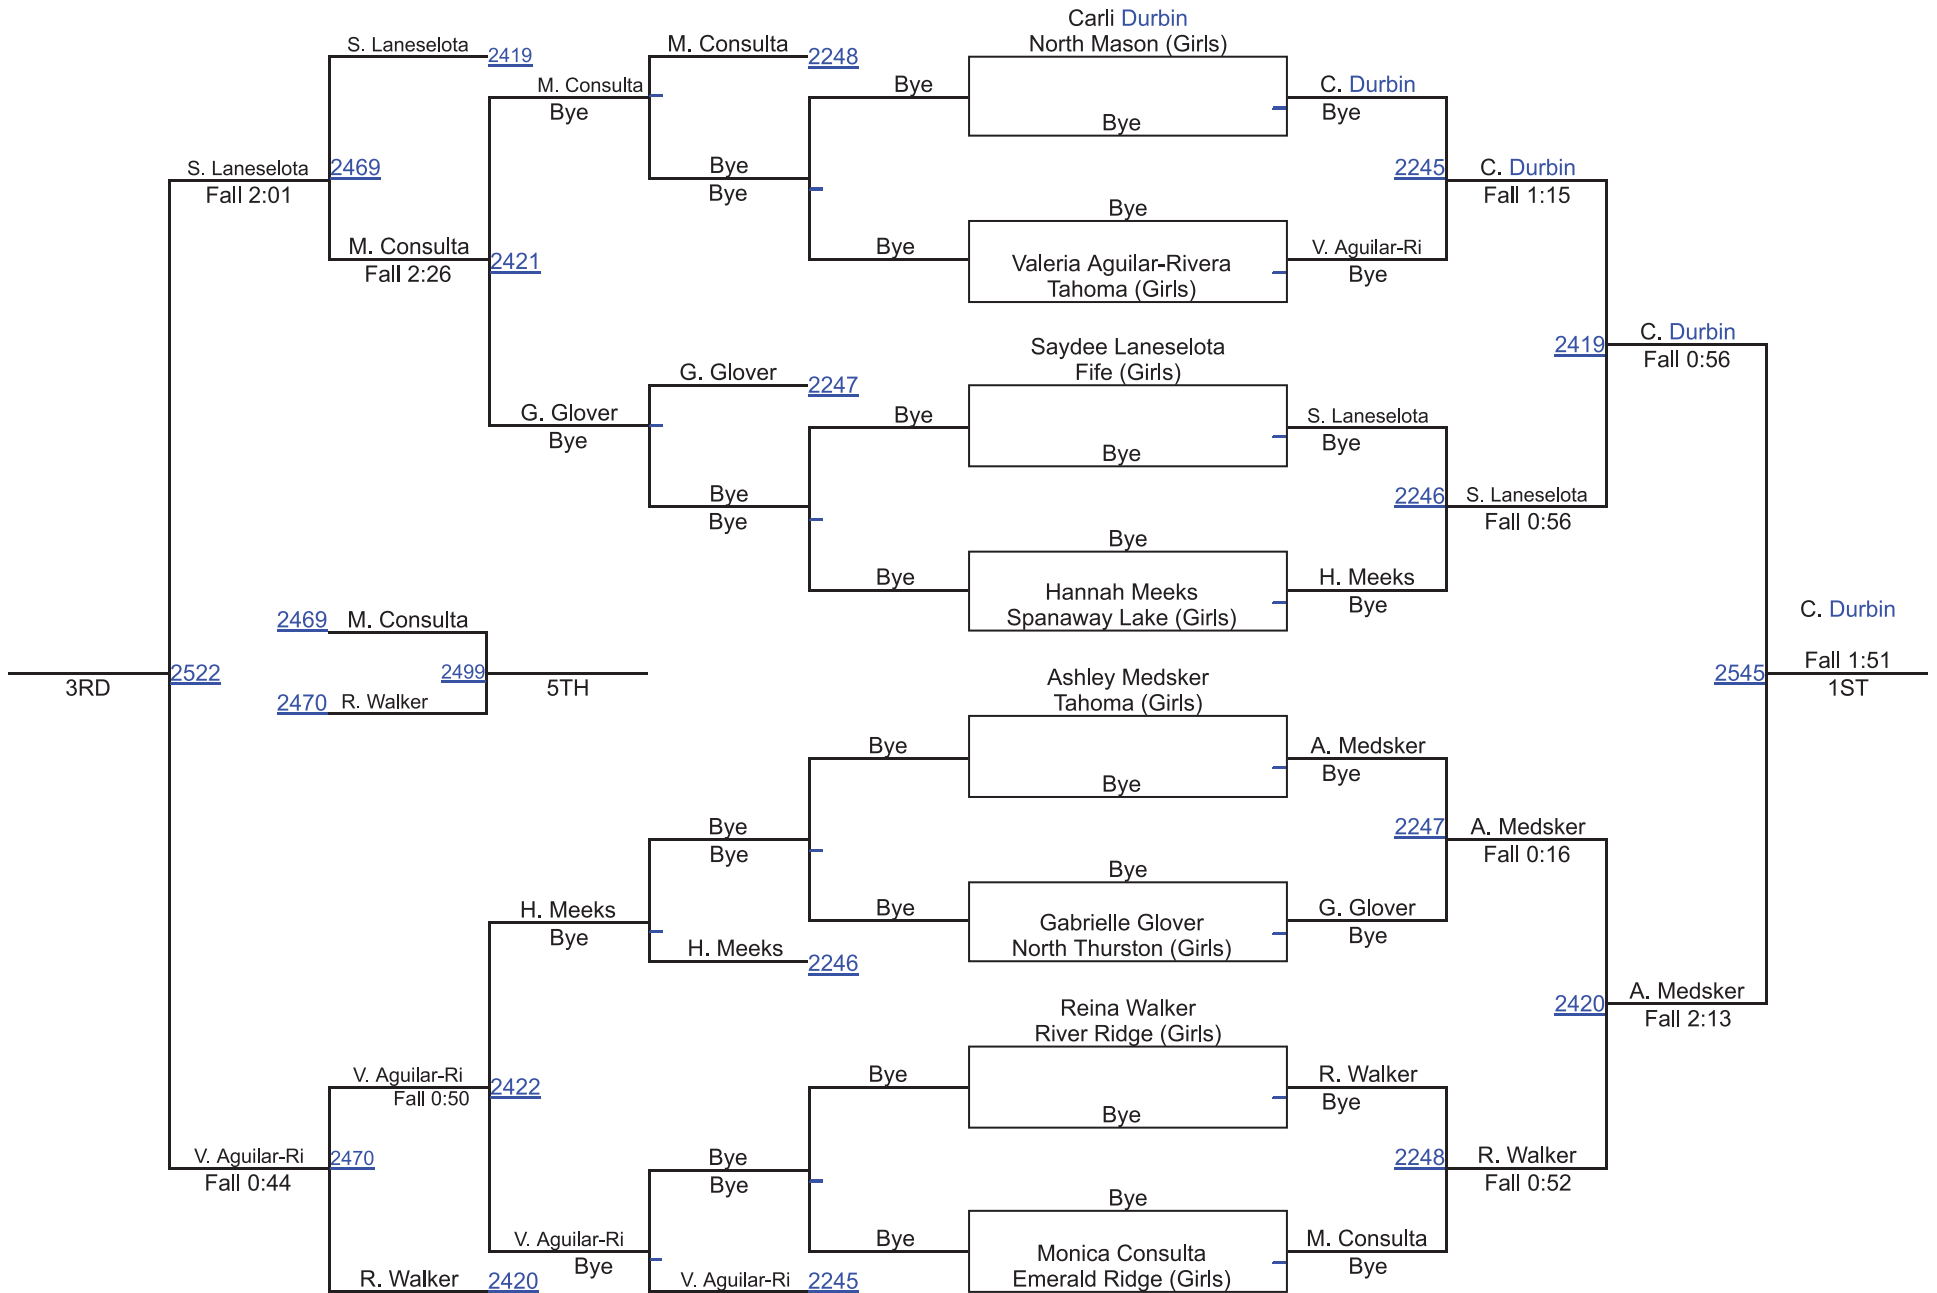 Carli Durbin
North Mason (Girls)
S. Laneselota
2419
M. Consulta
2248
M. Consulta
Bye
Bye
Bye
C. Durbin
Bye
S. Laneselota
2469
Fall 2:01
Bye
Bye
2245
C. Durbin
Fall 1:15
M. Consulta
Fall 2:26
2421
Bye
Bye
Valeria Aguilar-Rivera
Tahoma (Girls)
V. Aguilar-Ri
Bye
Saydee Laneselota
Fife (Girls)
2419
C. Durbin
Fall 0:56
G. Glover
2247
G. Glover
Bye
Bye
Bye
S. Laneselota
Bye
Bye
Bye
2246
S. Laneselota
Fall 0:56
Bye
Bye
Hannah Meeks
Spanaway Lake (Girls)
H. Meeks
Bye
2469
M. Consulta
C. Durbin
3RD
2522
2499
5TH
2545
Fall 1:51
1ST
2470
R. Walker
Ashley Medsker
Tahoma (Girls)
Bye
Bye
A. Medsker
Bye
Bye
Bye
2247
A. Medsker
Fall 0:16
H. Meeks
Bye
Bye
Bye
Gabrielle Glover
North Thurston (Girls)
G. Glover
Bye
H. Meeks
2246
Reina Walker
River Ridge (Girls)
2420
A. Medsker
Fall 2:13
V. Aguilar-Ri
Fall 0:50
2422
Bye
Bye
R. Walker
Bye
V. Aguilar-Ri
Fall 0:44
2470
Bye
Bye
2248
R. Walker
Fall 0:52
V. Aguilar-Ri
Bye
Bye
Bye
Monica Consulta
Emerald Ridge (Girls)
M. Consulta
Bye
R. Walker
2420
V. Aguilar-Ri
2245